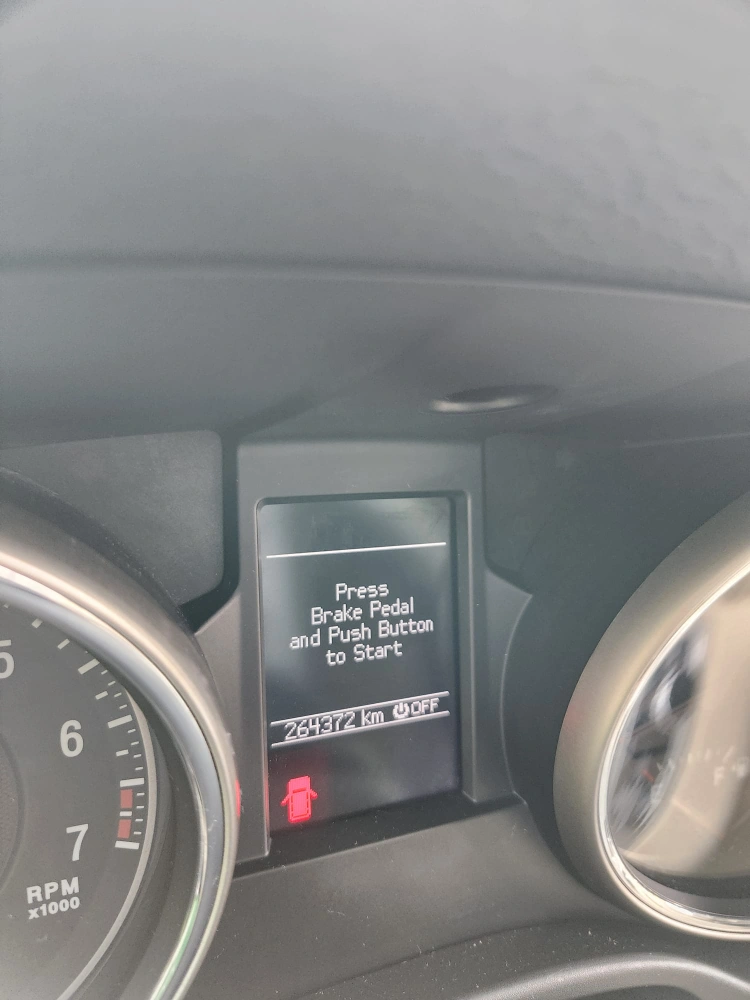 Press
Brake Pedal
and Push Button
to Start
264372 km OFF
5
6
7
RPM
x1000